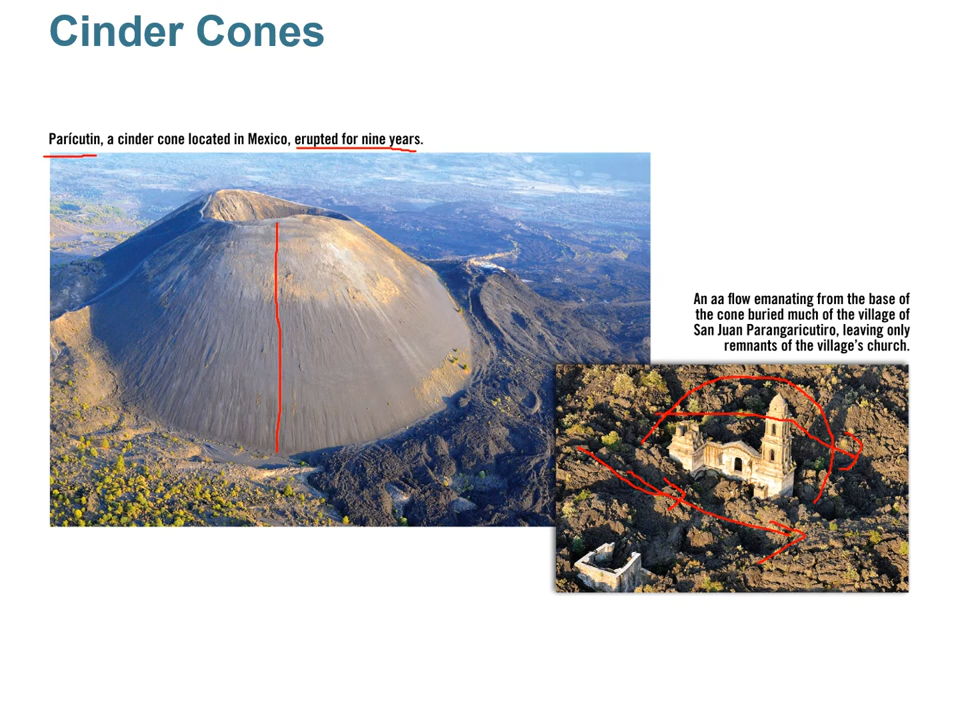 Cinder Cones
Parícutin, a cinder cone located in Mexico, erupted for nine years.
An aa flow emanating from the base of
the cone buried much of the village of
San Juan Parangaricutiro, leaving only
remnants of the village's church.